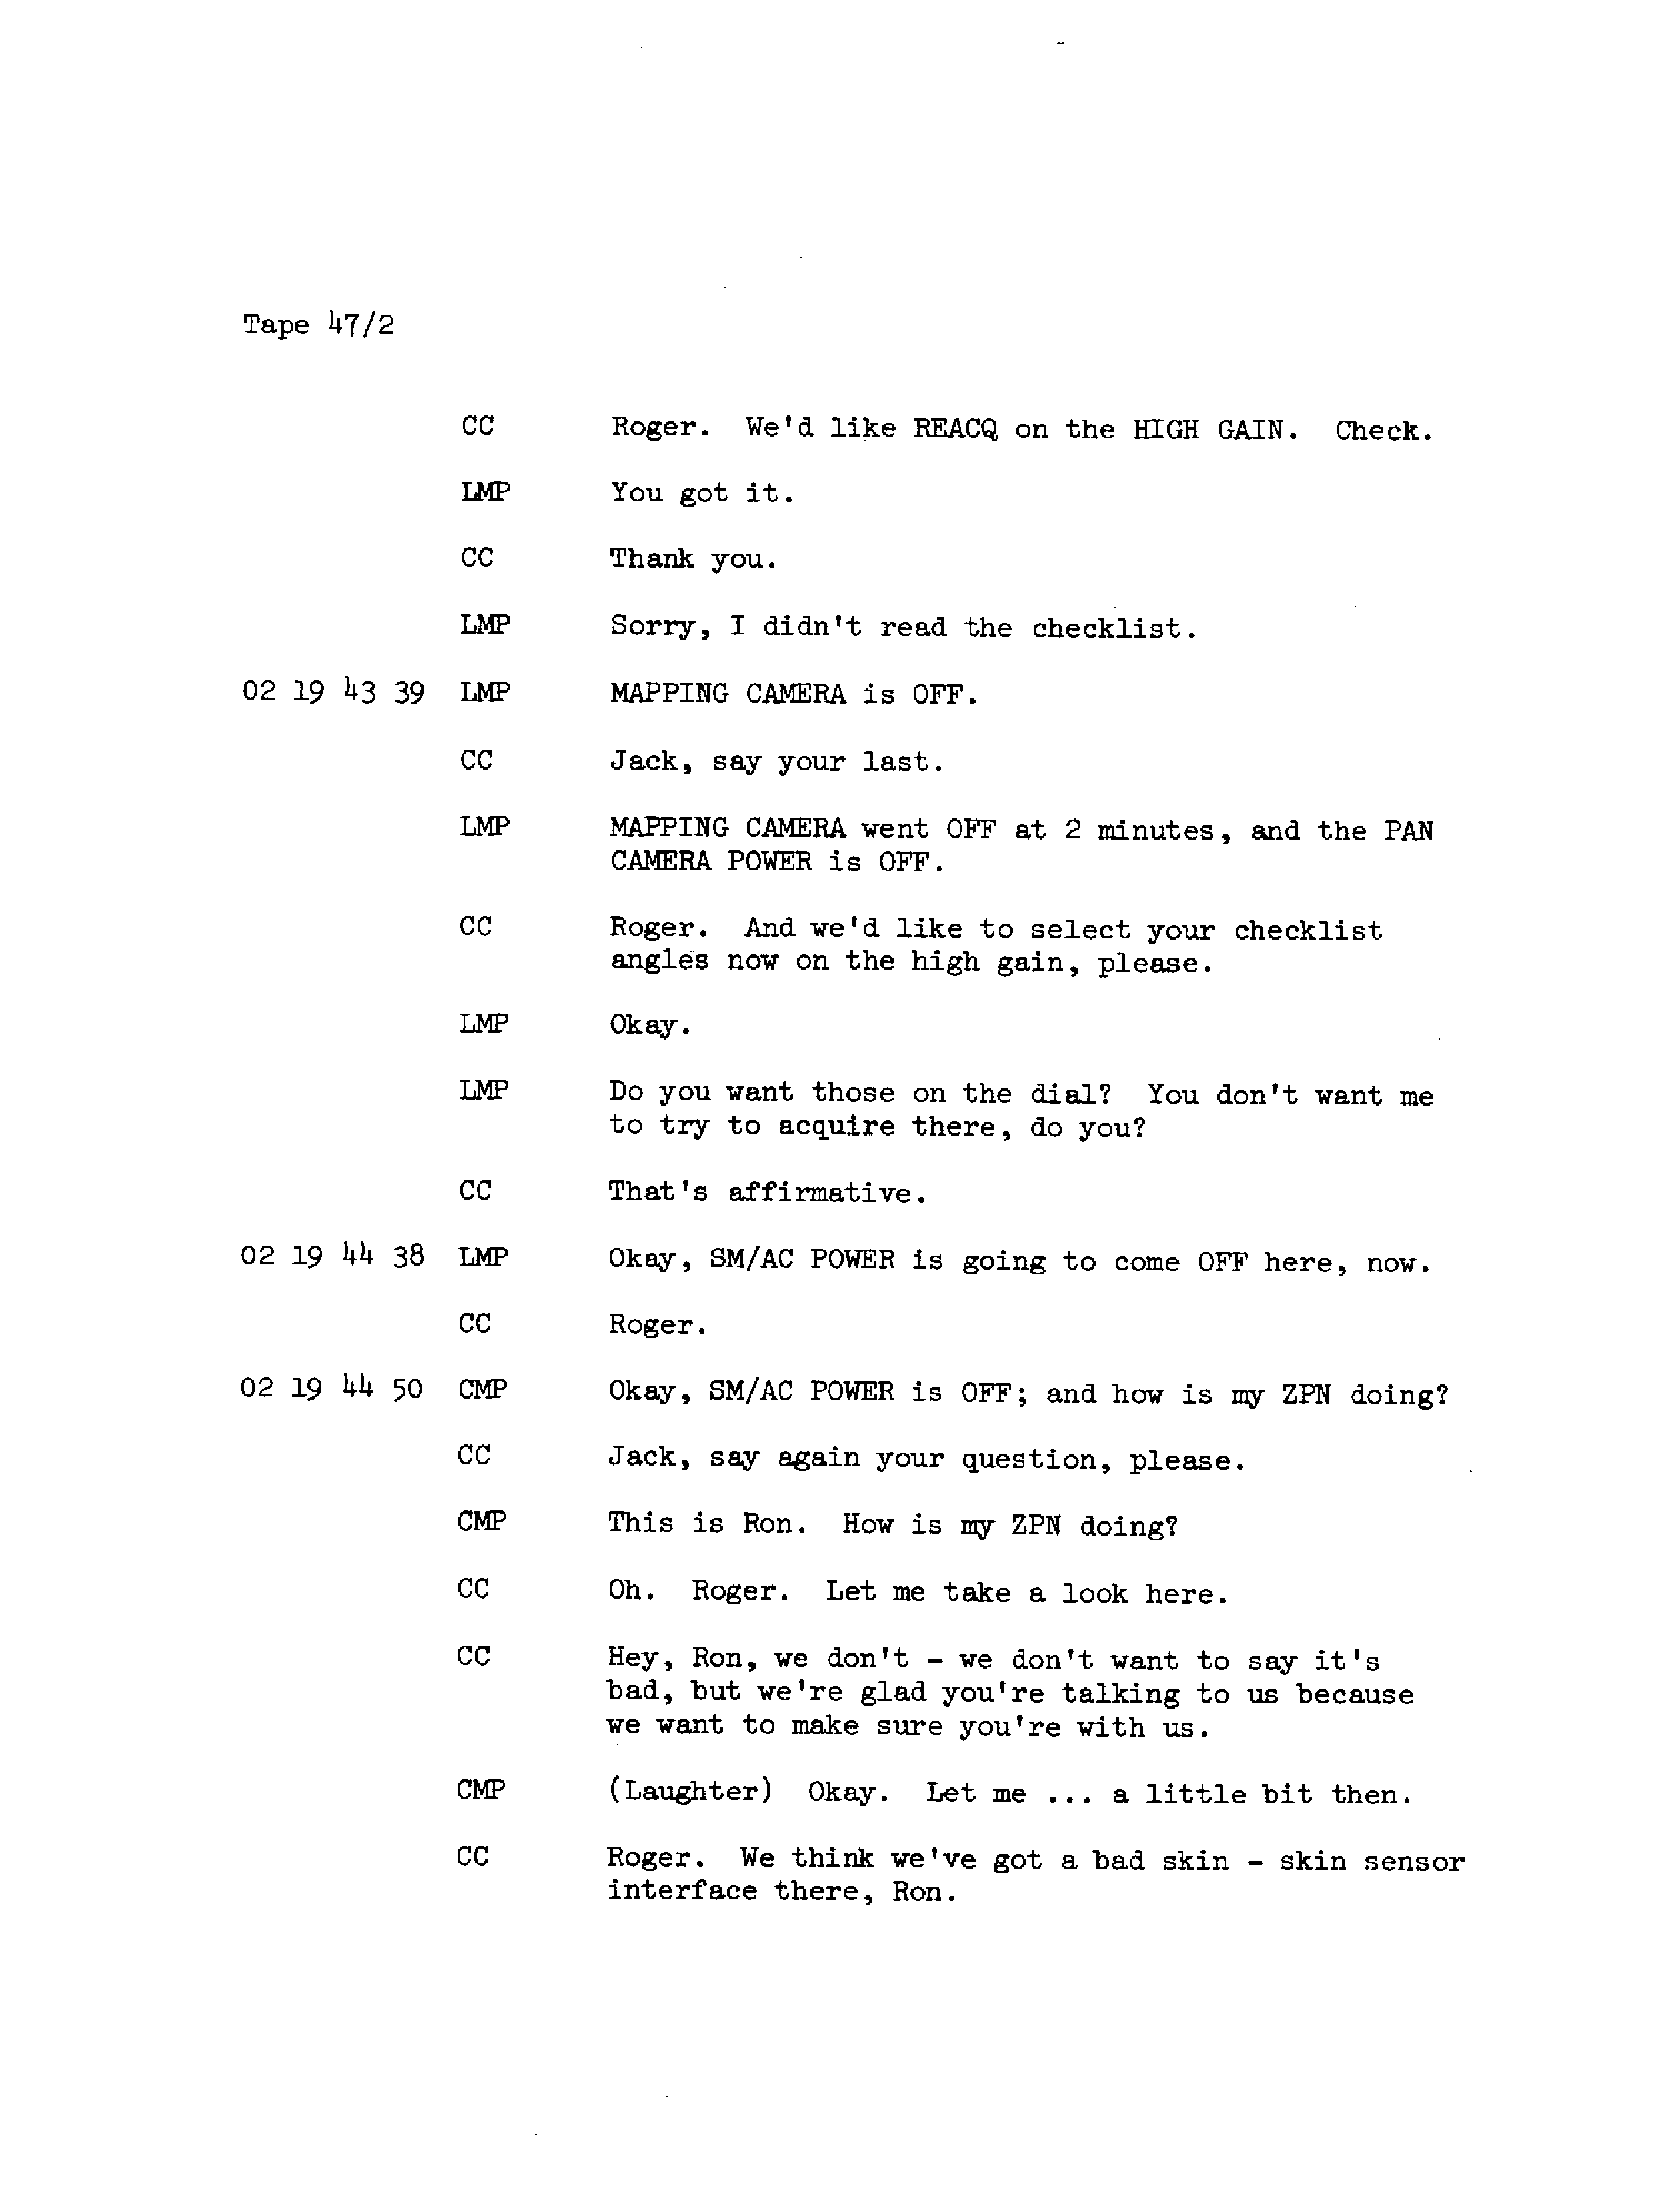 Tape 47/2
CC Roger. We'd like REACQ on the HIGH GAIN. Check.
LMP You got it.
CC Thank you.
LMP Sorry, I didn't read the checklist.
02 19 43 39 LMP MAPPING CAMERA is OFF.
CC Jack, say your last.
LMP MAPPING CAMERA went OFF at 2 minutes, and the PAN
CAMERA POWER is OFF.
CC Roger. And we'd like to select your checklist
angles now on the high gain, please.
LMP Okay.
LMP Do you want those on the dial? You don't want me
to try to acquire there, do you?
CC That's affirmative.
02 19 44 38 LMP Okay, SM/AC POWER is going to come OFF here, now.
CC Roger.
02 19 44 50 CMP Okay, SM/AC POWER is OFF; and how is my ZPN doing?
CC Jack, say again your question, please.
CMP This is Ron. How is my ZPN doing?
CC Oh. Roger. Let me take a look here.
CC Hey, Ron, we don't - we don't want to say it's
bad, but we're glad you're talking to us because
we want to make sure you're with us.
CMP (Laughter) Okay. Let me ... a little bit then.
CC Roger. We think we've got a bad skin - skin sensor
interface there, Ron.